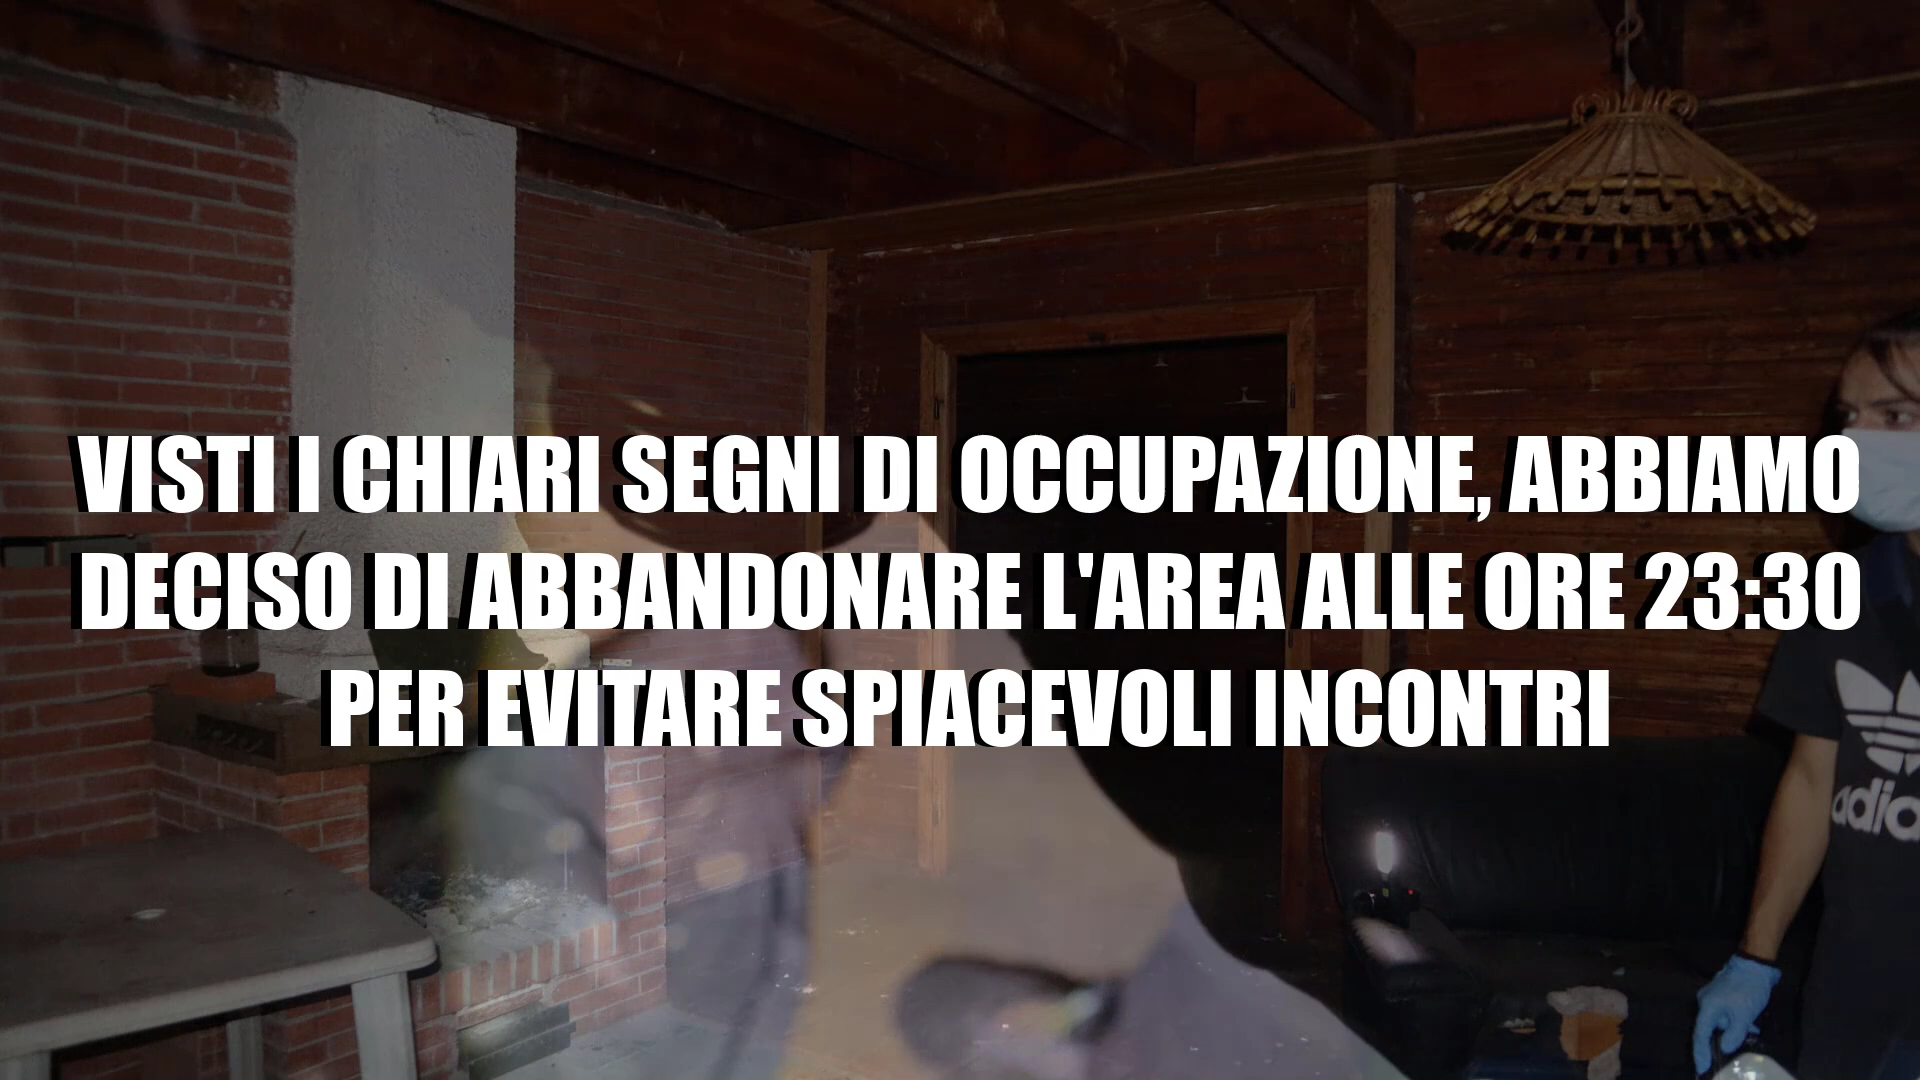 VISTI I CHIARI SEGNI DI OCCUPAZIONE, ABBIAMO
DECISO DI ABBANDONARE L'AREA ALLE ORE 23:30
PER EVITARE SPIACEVOLI INCONTRI